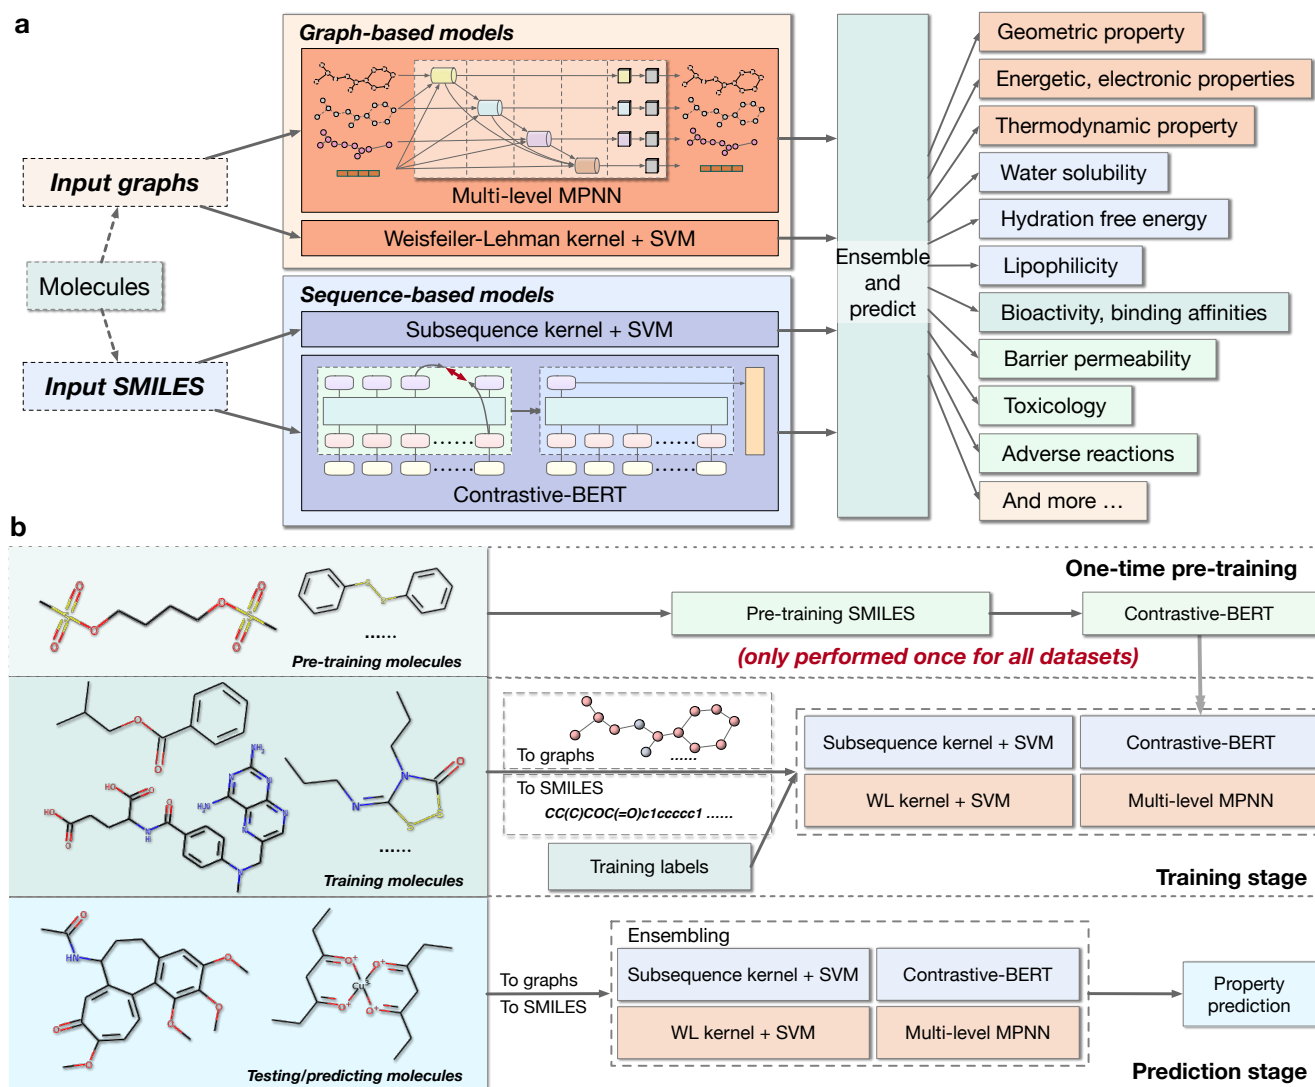 a
Graph-based models
Multi-level MPNN
Weisfeiler-Lehman kernel + SVM
Input graphs
Molecules
Input SMILES
Sequence-based models
Subsequence kernel + SVM
......
......
......
......
Contrastive-BERT
Ensemble
and
predict
Geometric property
Energetic, electronic properties
Thermodynamic property
Water solubility
Hydration free energy
Lipophilicity
Bioactivity, binding affinities
Barrier permeability
Toxicology
Adverse reactions
And more ...
b
O
O
S
O
O
S
O
O
S
S
......
Pre-training molecules
One-time pre-training
Pre-training SMILES
Contrastive-BERT
(only performed once for all datasets)
O
O
NH₂
N
N
NH₂
N
N
HO
O
HO
O
O
N
H
N
N
N
O
S
S
......
Training molecules
To graphs
......
To SMILES
CC(C)COC(=O)c1ccccc1 ......
Training labels
Subsequence kernel + SVM
Contrastive-BERT
WL kernel + SVM
Multi-level MPNN
Training stage
O
NH
O
O
O
O
O
O⁺
O⁺
Cu
O⁺
O⁺
Testing/predicting molecules
To graphs
To SMILES
Ensembling
Subsequence kernel + SVM
Contrastive-BERT
WL kernel + SVM
Multi-level MPNN
Property
prediction
Prediction stage